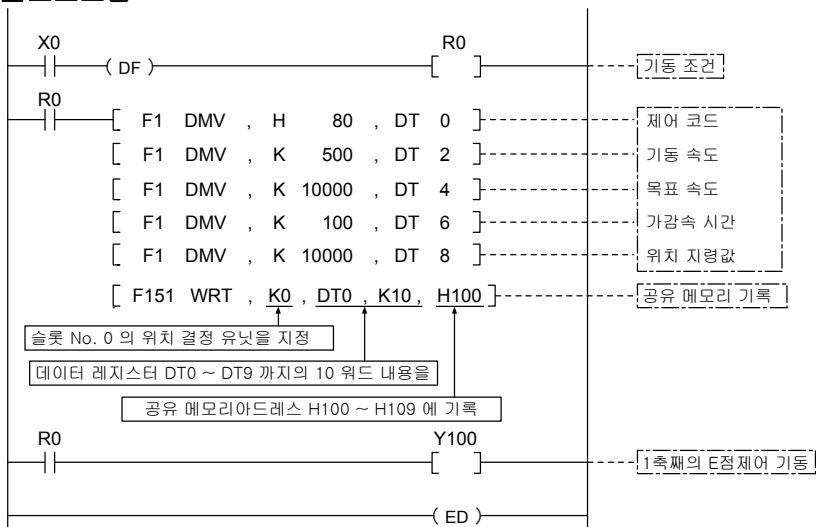 X0
( DF )
R0
기동 조건
R0
F1 DMV , H 80 , DT 0
제어 코드
F1 DMV , K 500 , DT 2
기동 속도
F1 DMV , K 10000 , DT 4
목표 속도
F1 DMV , K 100 , DT 6
가감속 시간
F1 DMV , K 10000 , DT 8
위치 지령값
F151 WRT , K0 , DT0 , K10 , H100
공유 메모리 기록
슬롯 No. 0 의 위치 결정 유닛을 지정
데이터 레지스터 DT0 ~ DT9 까지의 10 워드 내용을
공유 메모리아드레스 H100 ~ H109 에 기록
R0
Y100
1축째의 E점제어 기동
( ED )